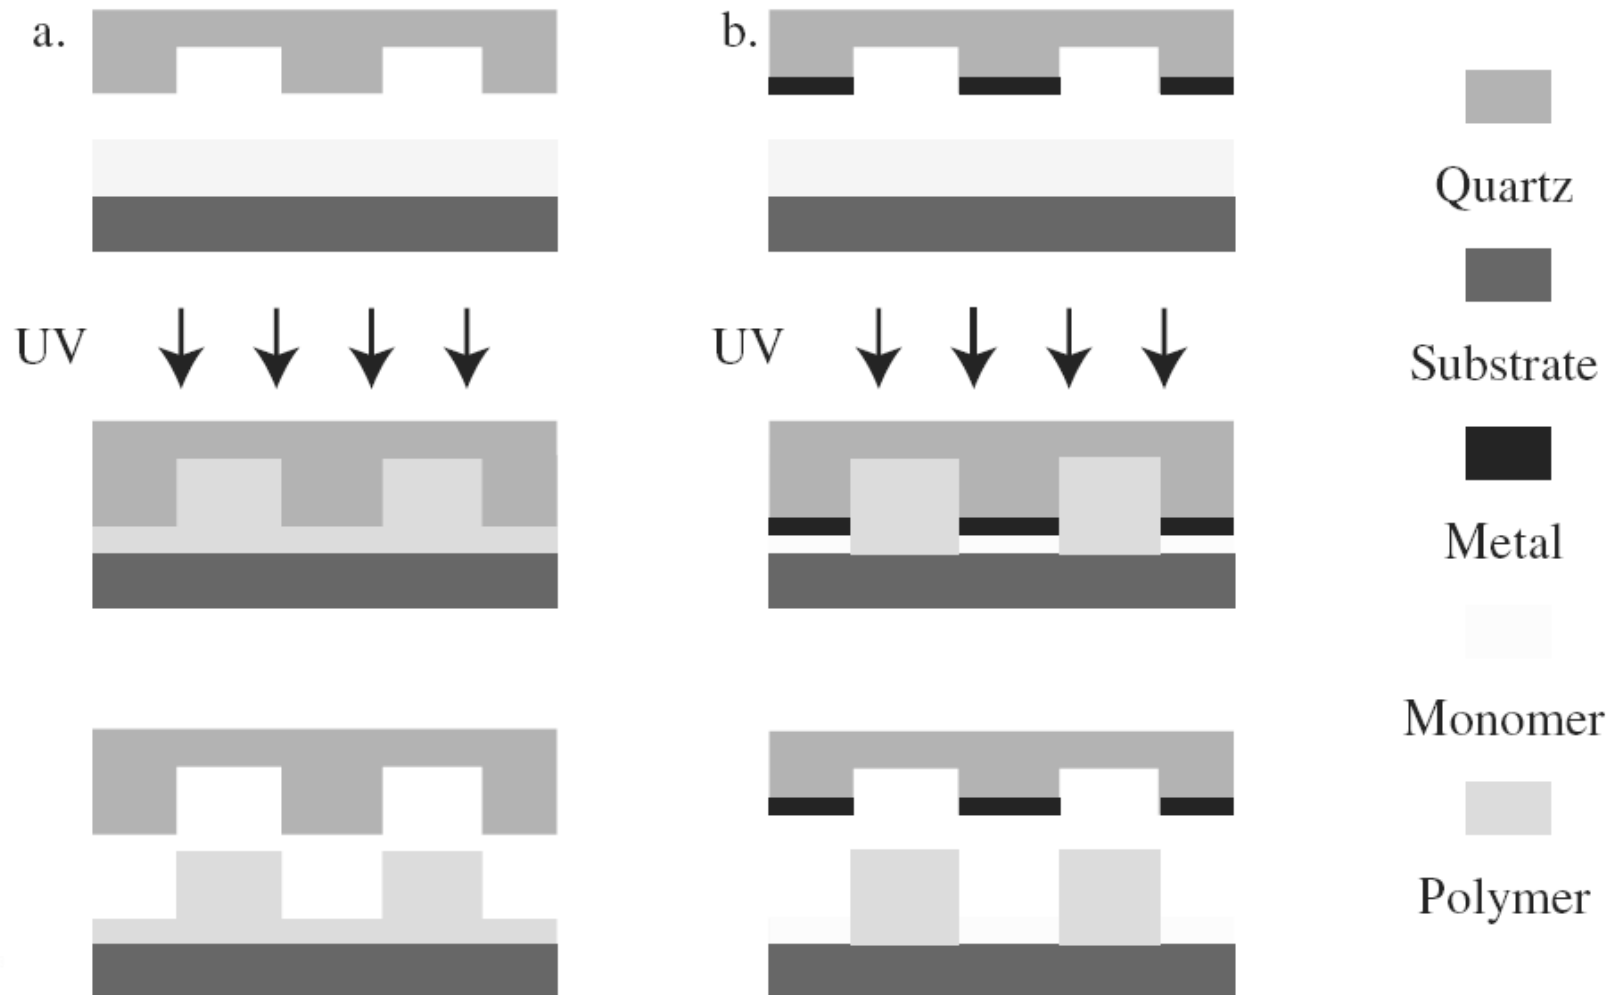 a.
b.
UV
UV
Quartz
Substrate
Metal
Monomer
Polymer